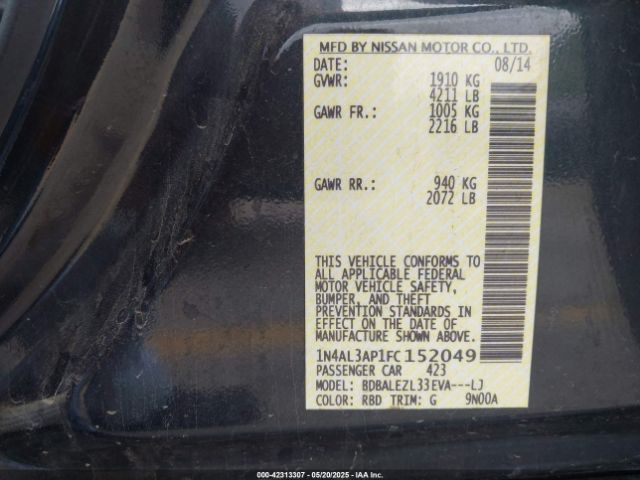 MFD BY NISSAN MOTOR CO., LTD.
DATE: 08/14
GVWR: 1910 KG
4211 LB
GAWR FR.: 1005 KG
2216 LB
GAWR RR.: 940 KG
2072 LB
THIS VEHICLE CONFORMS TO
ALL APPLICABLE FEDERAL
MOTOR VEHICLE SAFETY,
BUMPER, AND THEFT
PREVENTION STANDARDS IN
EFFECT ON THE DATE OF
MANUFACTURE SHOWN ABOVE.
1N4AL3AP1FC152049
PASSENGER CAR 423
MODEL: BDBALEZL33EVA---LJ
COLOR: RBD TRIM: G 9N00A
000-42313307 - 05/20/2025 - IAA Inc.